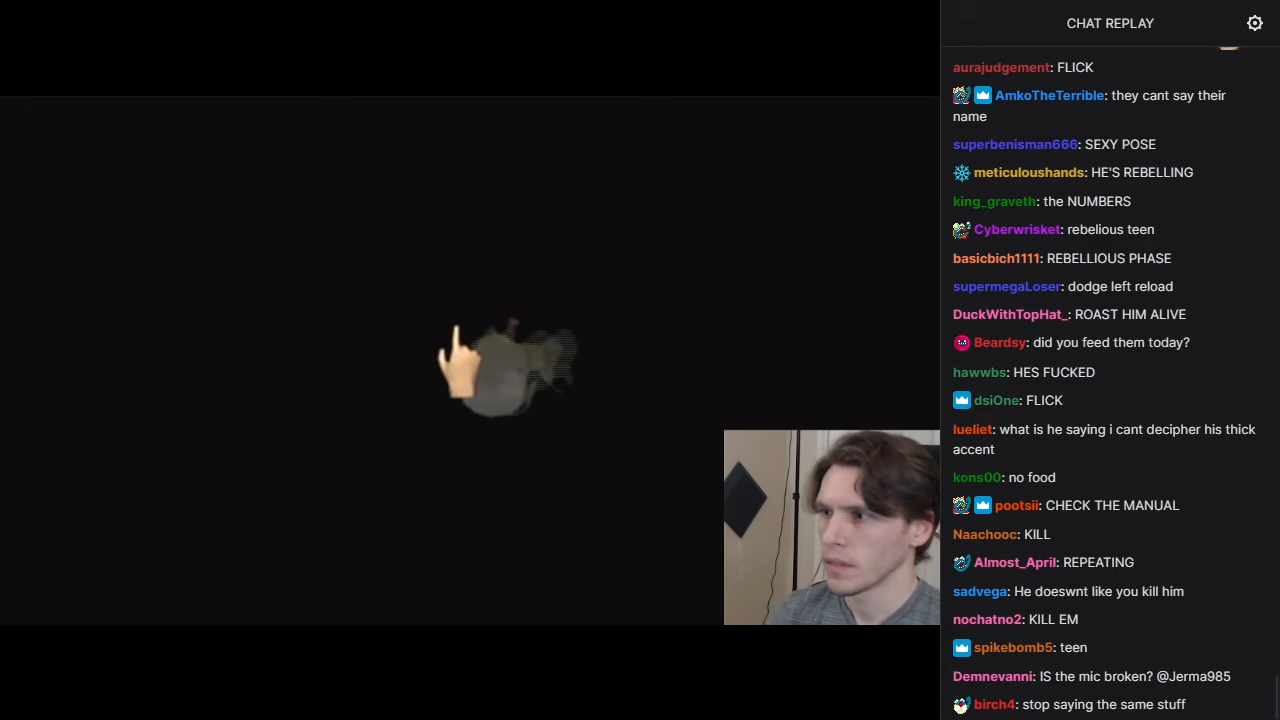 CHAT REPLAY
aurajudgement: FLICK
AmkoTheTerrible: they cant say their
name
superbenisman666: SEXY POSE
meticuloushands: HE'S REBELLING
king_graveth: the NUMBERS
Cyberwrisket: rebelious teen
basicbich1111: REBELLIOUS PHASE
supermegaLoser: dodge left reload
DuckWithTopHat_: ROAST HIM ALIVE
Beardsy: did you feed them today?
hawwbs: HES FUCKED
dsiOne: FLICK
lueliet: what is he saying i cant decipher his thick
accent
kons00: no food
pootsii: CHECK THE MANUAL
Naachooc: KILL
Almost_April: REPEATING
sadvega: He doeswnt like you kill him
nochatno2: KILL EM
spikebomb5: teen
Demnevanni: IS the mic broken? @Jerma985
birch4: stop saying the same stuff